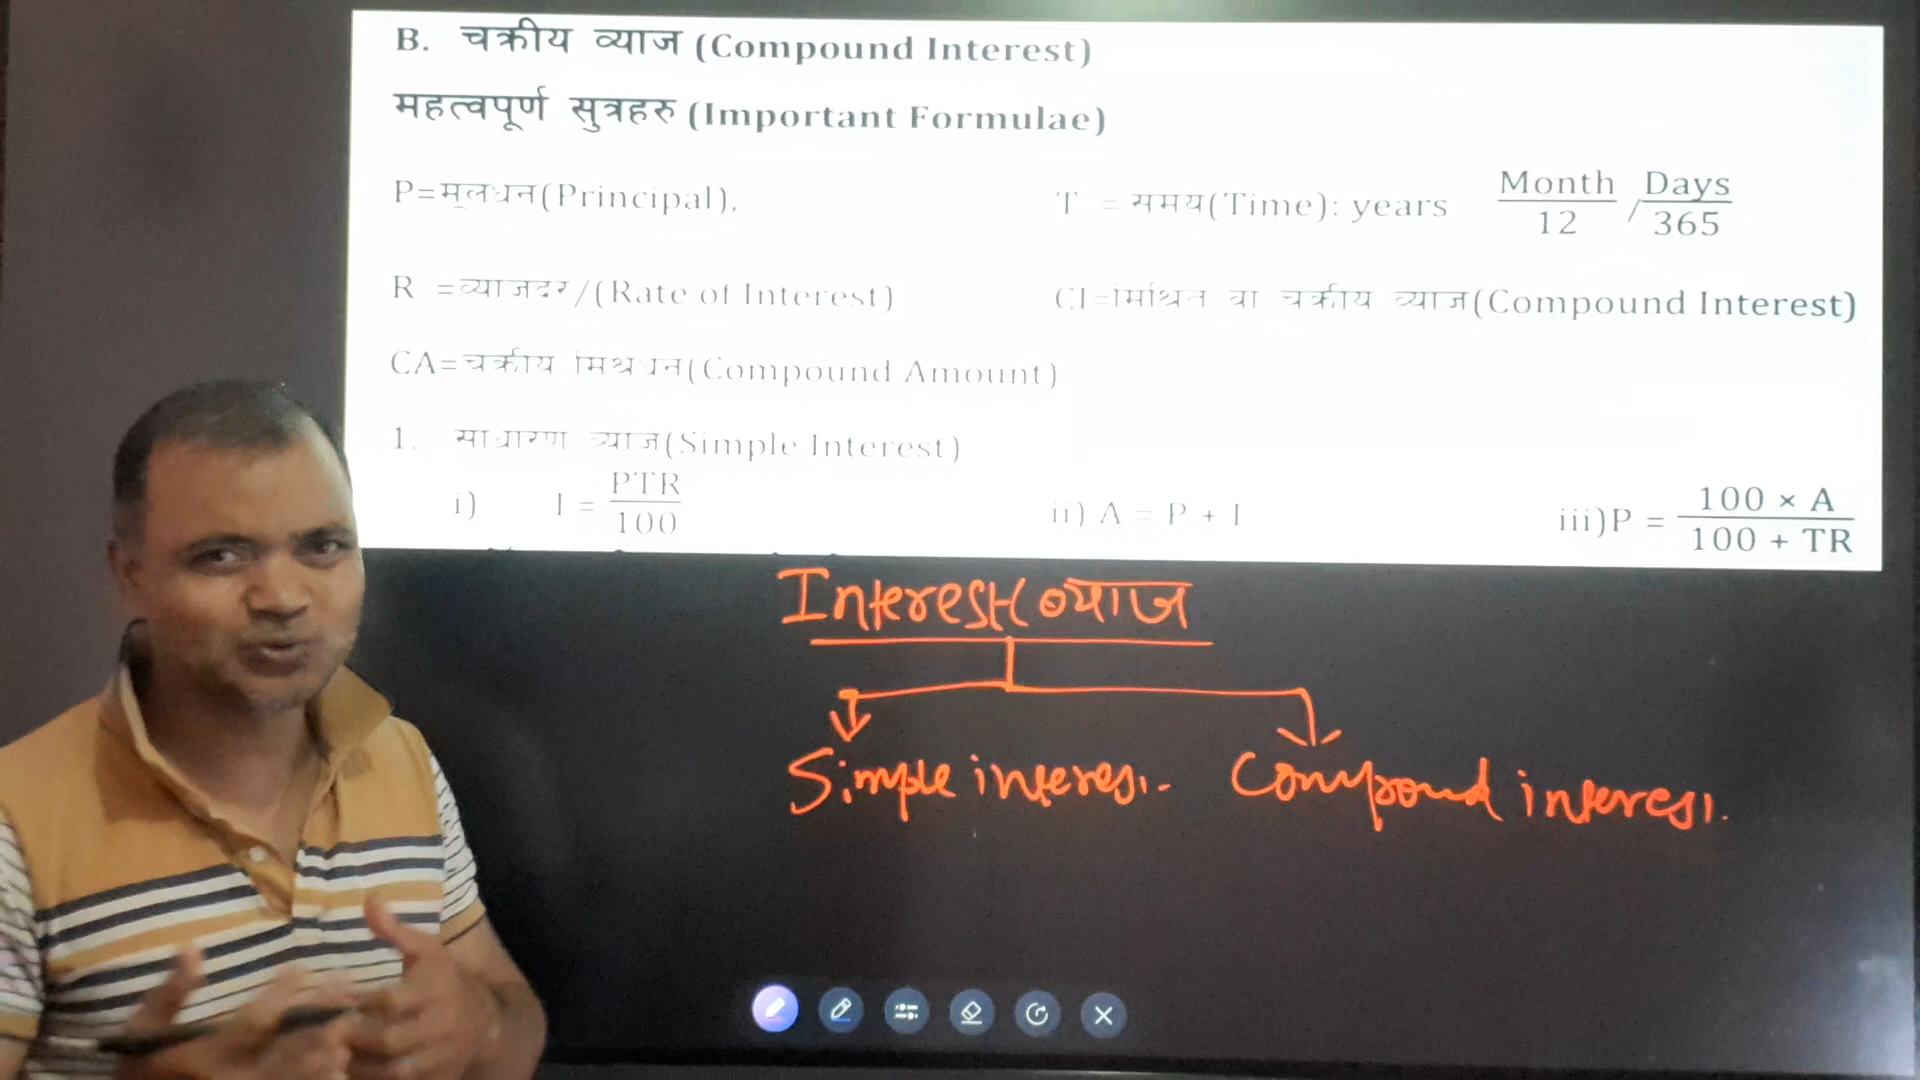 B. चक्रीय व्याज (Compound Interest)
महत्वपूर्ण सुत्रहरु (Important Formulae)
P=मूलधन(Principal),
T = समय(Time): years Month/12 / Days/365
R =व्याजदर/(Rate of Interest)
CI=मिश्रित वा चक्रीय व्याज(Compound Interest)
CA=चक्रीय मिश्रधन(Compound Amount)
1. साधारण व्याज(Simple Interest)
i) I = PTR/100
ii) A = P + I
iii)P = 100 × A/100 + TR
Interest(व्याज
Simple interest.
Compound interest.